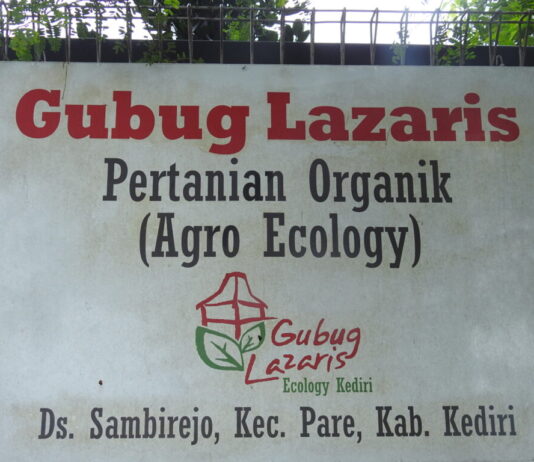 Gubug Lazaris
Pertanian Organik
(Agro Ecology)
Gubug
Lazaris
Ecology Kediri
Ds. Sambirejo, Kec. Pare, Kab. Kediri